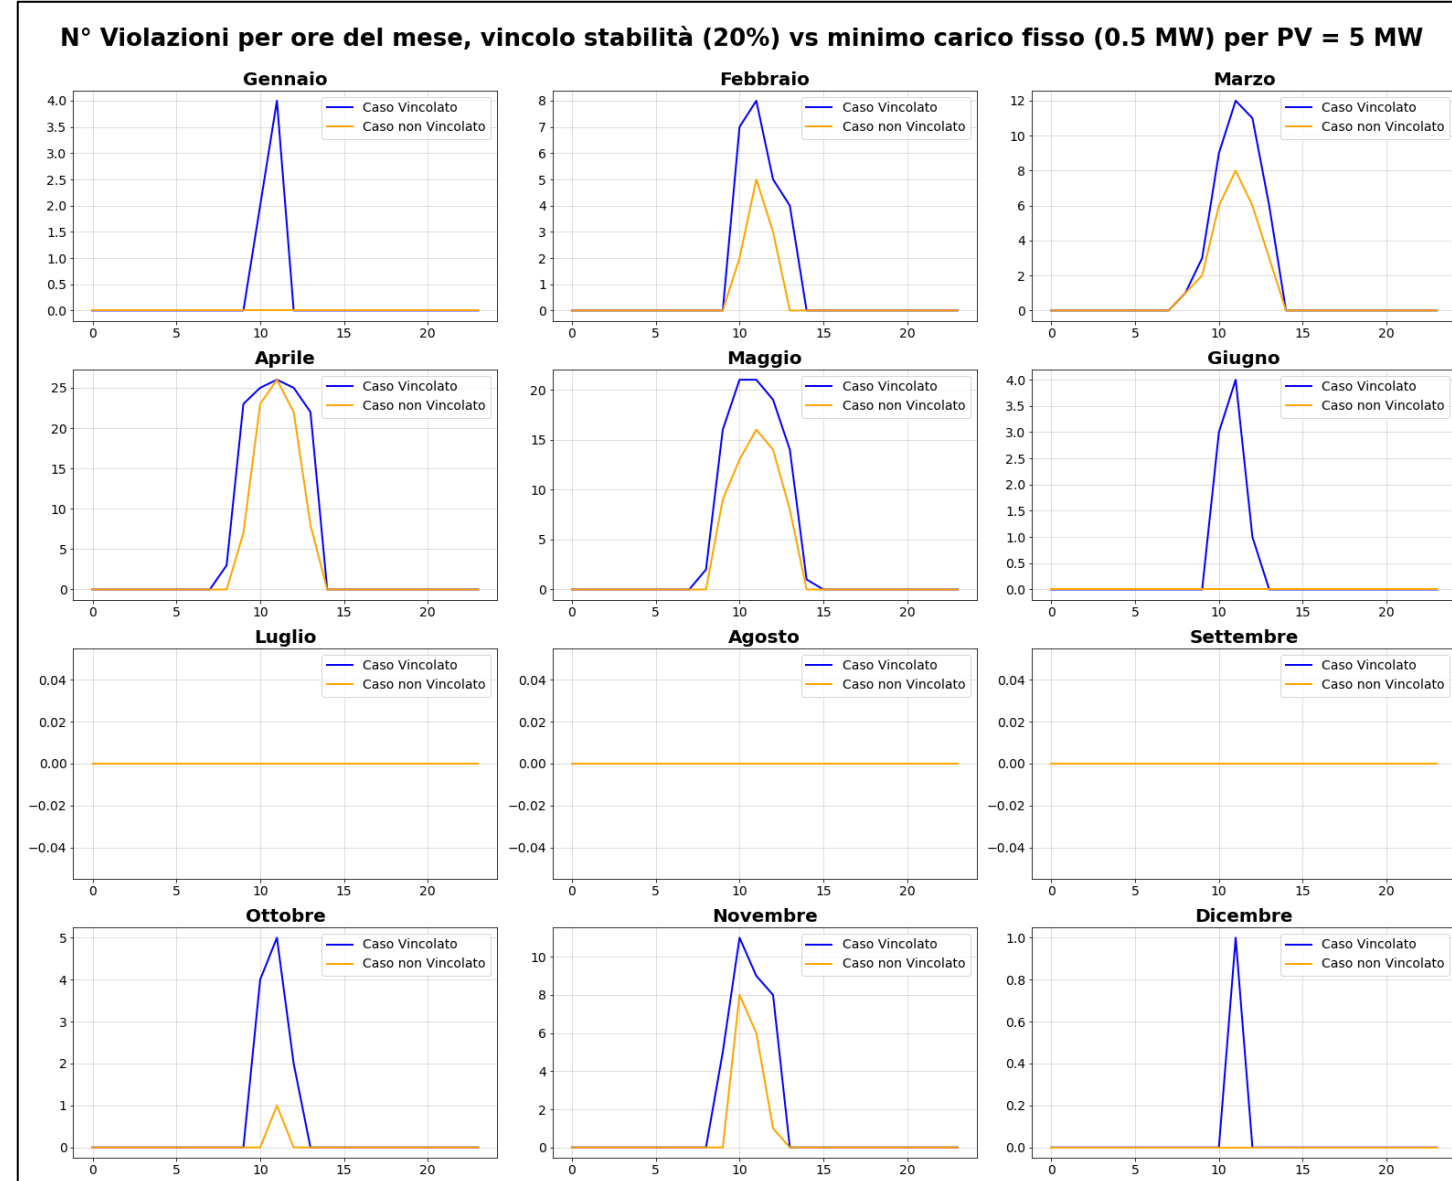 N° Violazioni per ore del mese, vincolo stabilità (20%) vs minimo carico fisso (0.5 MW) per PV = 5 MW
Gennaio
Caso Vincolato
Caso non Vincolato
4.0
3.5
3.0
2.5
2.0
1.5
1.0
0.5
0.0
0 5 10 15 20
Febbraio
Caso Vincolato
Caso non Vincolato
8
7
6
5
4
3
2
1
0
0 5 10 15 20
Marzo
Caso Vincolato
Caso non Vincolato
12
10
8
6
4
2
0
0 5 10 15 20
Aprile
Caso Vincolato
Caso non Vincolato
25
20
15
10
5
0
0 5 10 15 20
Maggio
Caso Vincolato
Caso non Vincolato
20
15
10
5
0
0 5 10 15 20
Giugno
Caso Vincolato
Caso non Vincolato
4.0
3.5
3.0
2.5
2.0
1.5
1.0
0.5
0.0
0 5 10 15 20
Luglio
Caso Vincolato
Caso non Vincolato
0.04
0.02
0.00
−0.02
−0.04
0 5 10 15 20
Agosto
Caso Vincolato
Caso non Vincolato
0.04
0.02
0.00
−0.02
−0.04
0 5 10 15 20
Settembre
Caso Vincolato
Caso non Vincolato
0.04
0.02
0.00
−0.02
−0.04
0 5 10 15 20
Ottobre
Caso Vincolato
Caso non Vincolato
5
4
3
2
1
0
0 5 10 15 20
Novembre
Caso Vincolato
Caso non Vincolato
10
8
6
4
2
0
0 5 10 15 20
Dicembre
Caso Vincolato
Caso non Vincolato
1.0
0.8
0.6
0.4
0.2
0.0
0 5 10 15 20